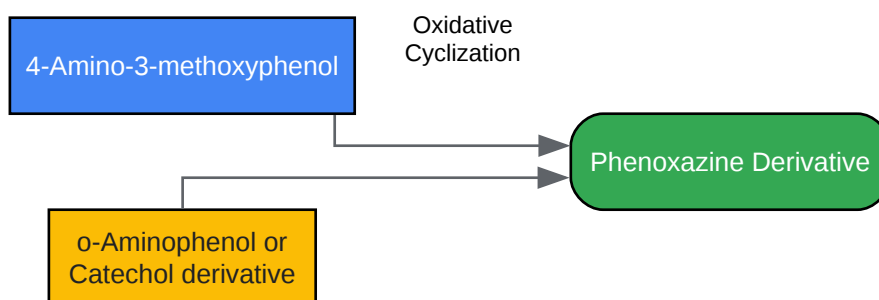 Oxidative
Cyclization
4-Amino-3-methoxyphenol
Phenoxazine Derivative
o-Aminophenol or
Catechol derivative